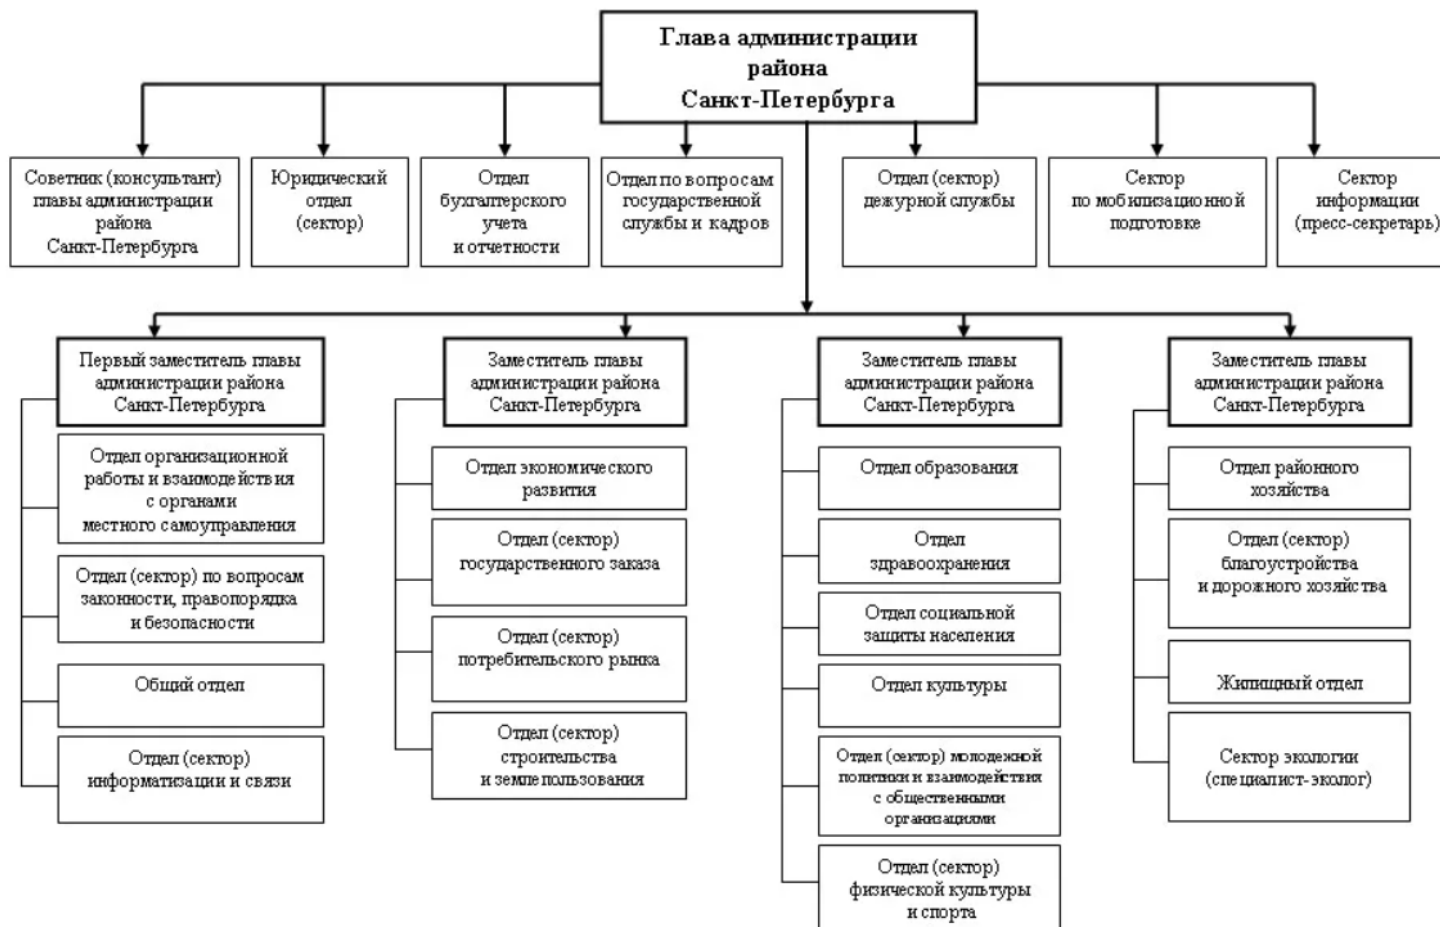 Глава администрации
района
Санкт-Петербурга
Советник (консультант)
главы администрации
района
Санкт-Петербурга
Юридический
отдел
(сектор)
Отдел
бухгалтерского
учета
и отчетности
Отдел по вопросам
государственной
службы и кадров
Отдел (сектор)
дежурной службы
Сектор
по мобилизационной
подготовке
Сектор
информации
(пресс-секретарь)
Первый заместитель главы
администрации района
Санкт-Петербурга
Отдел организационной
работы и взаимодействия
с органами
местного самоуправления
Отдел (сектор) по вопросам
законности, правопорядка
и безопасности
Общий отдел
Отдел (сектор)
информатизации и связи
Заместитель главы
администрации района
Санкт-Петербурга
Отдел экономического
развития
Отдел (сектор)
государственного заказа
Отдел (сектор)
потребительского рынка
Отдел (сектор)
строительства
и землепользования
Заместитель главы
администрации района
Санкт-Петербурга
Отдел образования
Отдел
здравоохранения
Отдел социальной
защиты населения
Отдел культуры
Отдел (сектор) молодежной
политики и взаимодействия
с общественными
организациями
Отдел (сектор)
физической культуры
и спорта
Заместитель главы
администрации района
Санкт-Петербурга
Отдел районного
хозяйства
Отдел (сектор)
благоустройства
и дорожного хозяйства
Жилищный отдел
Сектор экологии
(специалист-эколог)